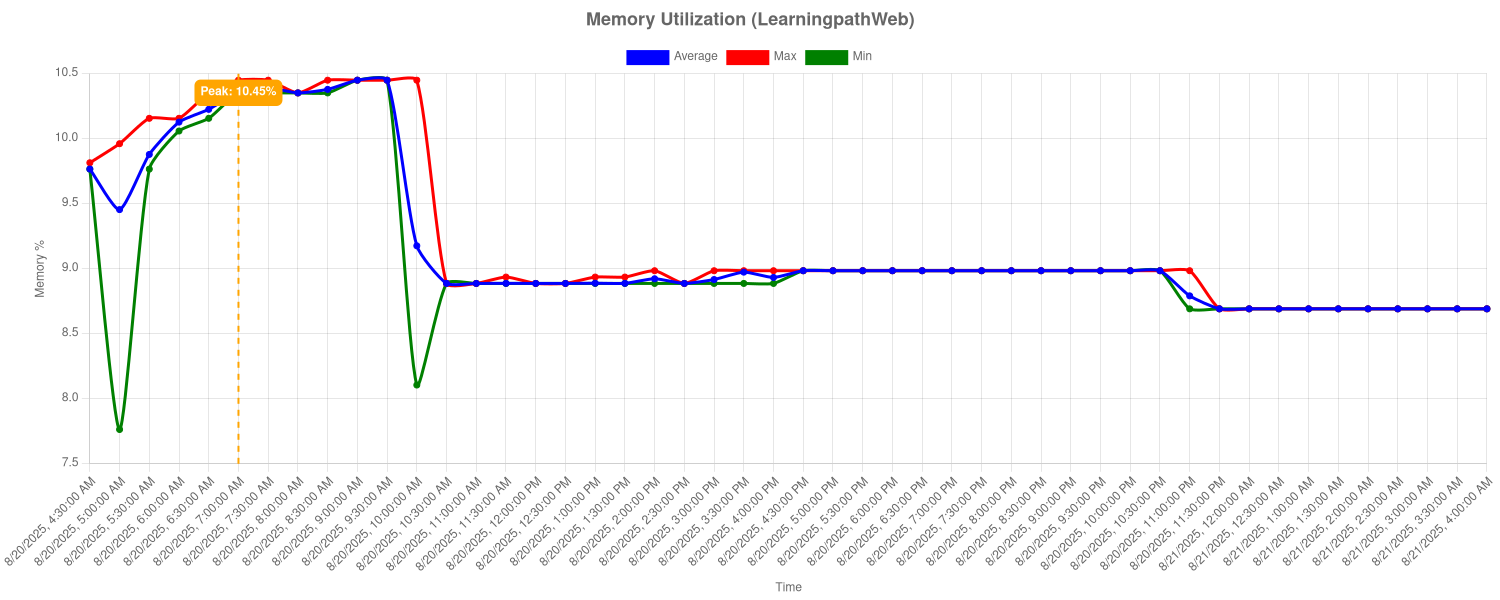 Memory Utilization (LearningpathWeb)
Average Max Min
Peak: 10.45%
10.5
10.0
9.5
9.0
8.5
8.0
7.5
Memory %
8/20/2025, 4:30:00 AM
8/20/2025, 5:00:00 AM
8/20/2025, 5:30:00 AM
8/20/2025, 6:00:00 AM
8/20/2025, 6:30:00 AM
8/20/2025, 7:00:00 AM
8/20/2025, 7:30:00 AM
8/20/2025, 8:00:00 AM
8/20/2025, 8:30:00 AM
8/20/2025, 9:00:00 AM
8/20/2025, 9:30:00 AM
8/20/2025, 10:00:00 AM
8/20/2025, 10:30:00 AM
8/20/2025, 11:00:00 AM
8/20/2025, 11:30:00 AM
8/20/2025, 12:00:00 PM
8/20/2025, 12:30:00 PM
8/20/2025, 1:00:00 PM
8/20/2025, 1:30:00 PM
8/20/2025, 2:00:00 PM
8/20/2025, 2:30:00 PM
8/20/2025, 3:00:00 PM
8/20/2025, 3:30:00 PM
8/20/2025, 4:00:00 PM
8/20/2025, 4:30:00 PM
8/20/2025, 5:00:00 PM
8/20/2025, 5:30:00 PM
8/20/2025, 6:00:00 PM
8/20/2025, 6:30:00 PM
8/20/2025, 7:00:00 PM
8/20/2025, 7:30:00 PM
8/20/2025, 8:00:00 PM
8/20/2025, 8:30:00 PM
8/20/2025, 9:00:00 PM
8/20/2025, 9:30:00 PM
8/20/2025, 10:00:00 PM
8/20/2025, 10:30:00 PM
8/20/2025, 11:00:00 PM
8/20/2025, 11:30:00 PM
8/21/2025, 12:00:00 AM
8/21/2025, 12:30:00 AM
8/21/2025, 1:00:00 AM
8/21/2025, 1:30:00 AM
8/21/2025, 2:00:00 AM
8/21/2025, 2:30:00 AM
8/21/2025, 3:00:00 AM
8/21/2025, 3:30:00 AM
8/21/2025, 4:00:00 AM
Time